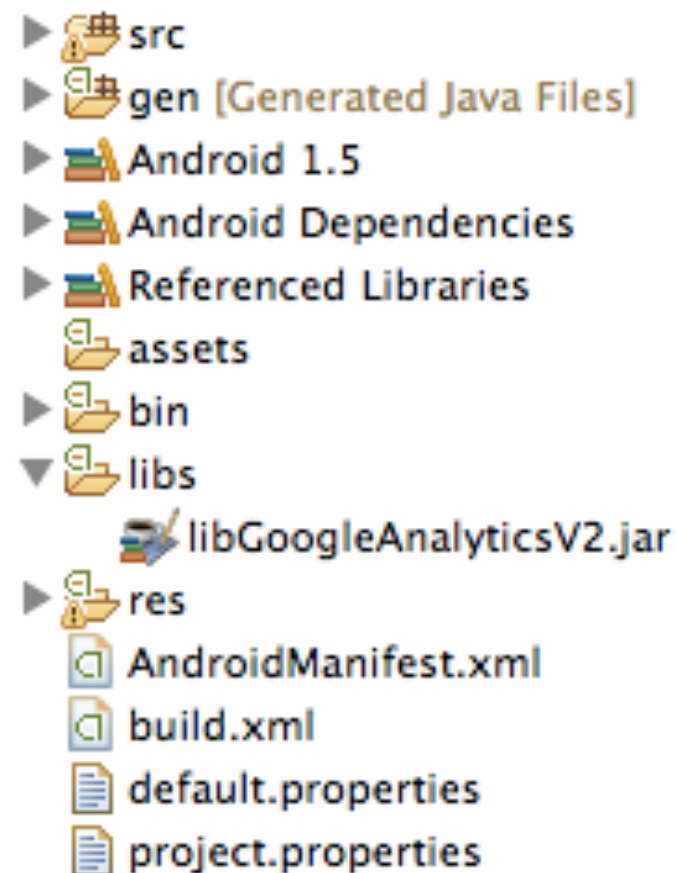 src
gen [Generated Java Files]
Android 1.5
Android Dependencies
Referenced Libraries
assets
bin
libs
libGoogleAnalyticsV2.jar
res
AndroidManifest.xml
build.xml
default.properties
project.properties